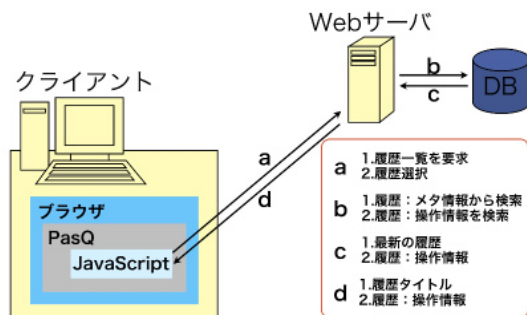 Webサーバ
クライアント
b
DB
c
a
d
ブラウザ
PasQ
JavaScript
a
1.履歴一覧を要求
2.履歴選択
b
1.履歴：メタ情報から検索
2.履歴：操作情報を検索
c
1.最新の履歴
2.履歴：操作情報
d
1.履歴タイトル
2.履歴：操作情報